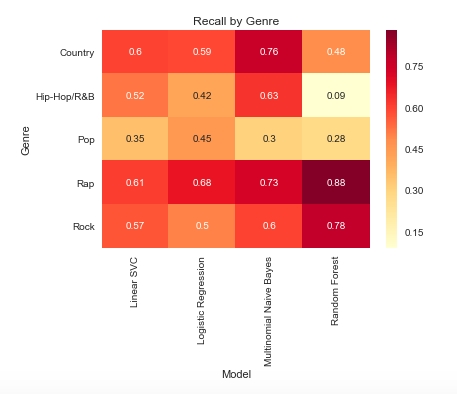 Recall by Genre
Genre
Country 0.6 0.59 0.76 0.48
Hip-Hop/R&B 0.52 0.42 0.63 0.09
Pop 0.35 0.45 0.3 0.28
Rap 0.61 0.68 0.73 0.88
Rock 0.57 0.5 0.6 0.78
Linear SVC
Logistic Regression
Multinomial Naive Bayes
Random Forest
Model
0.75
0.60
0.45
0.30
0.15